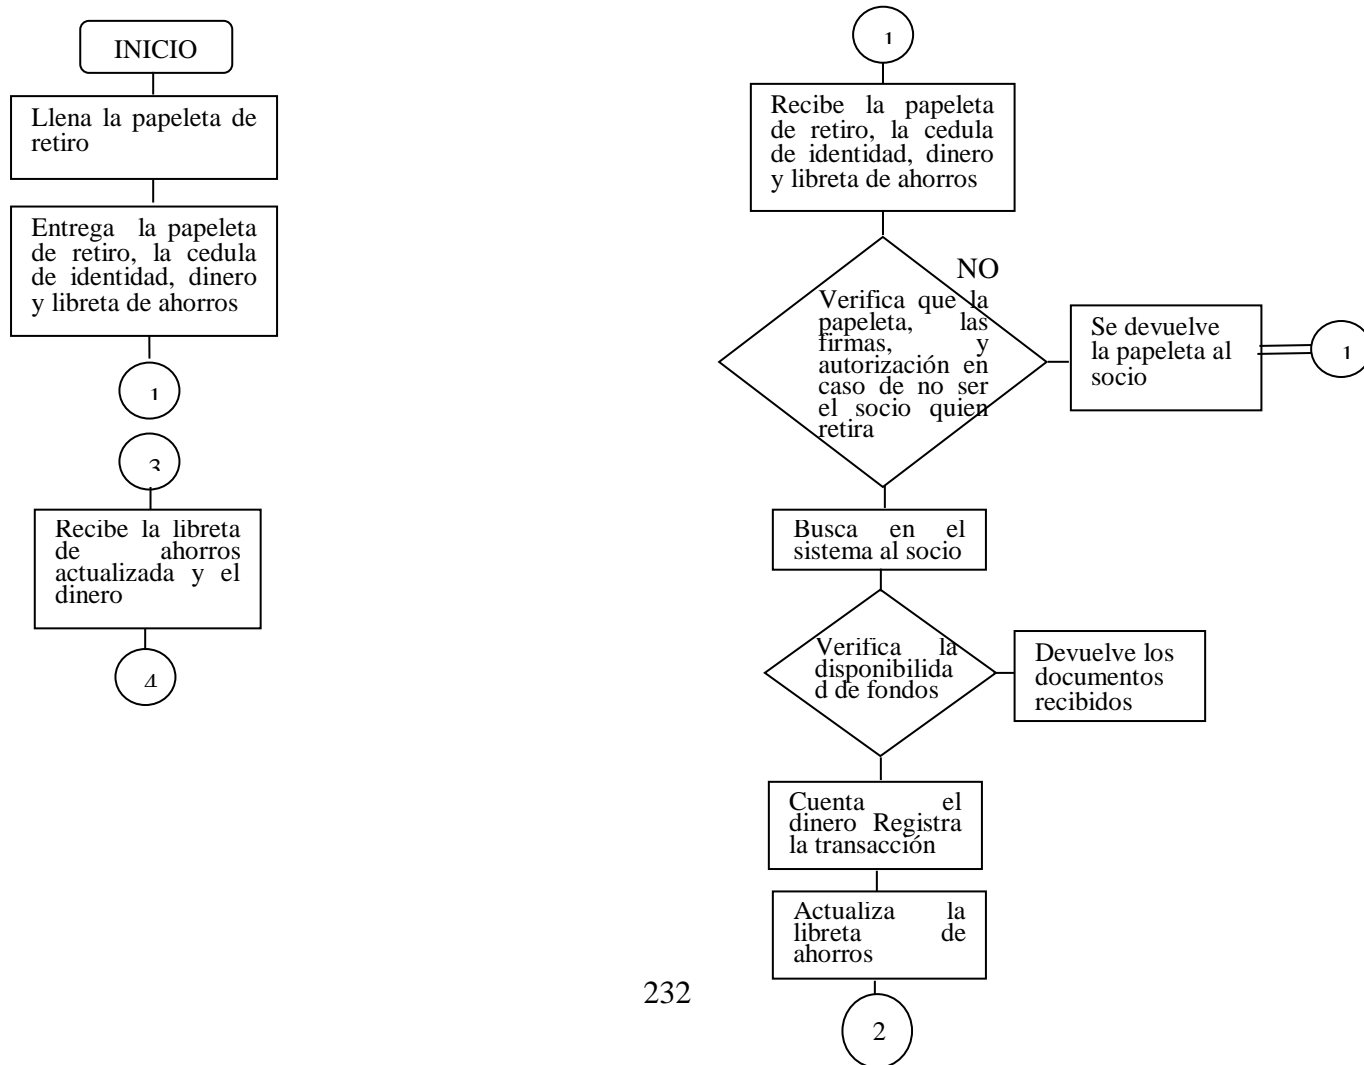 INICIO
Llena la papeleta de
retiro
Entrega la papeleta
de retiro, la cedula
de identidad, dinero
y libreta de ahorros
1
3
Recibe la libreta
de ahorros
actualizada y el
dinero
4
1
Recibe la papeleta
de retiro, la cedula
de identidad, dinero
y libreta de ahorros
NO
Verifica que la
papeleta, las
firmas, y
autorización en
caso de no ser
el socio quien
retira
Se devuelve
la papeleta al
socio
1
Busca en el
sistema al socio
Verifica la
disponibilida
d de fondos
Devuelve los
documentos
recibidos
Cuenta el
dinero Registra
la transacción
Actualiza la
libreta de
ahorros
2
232